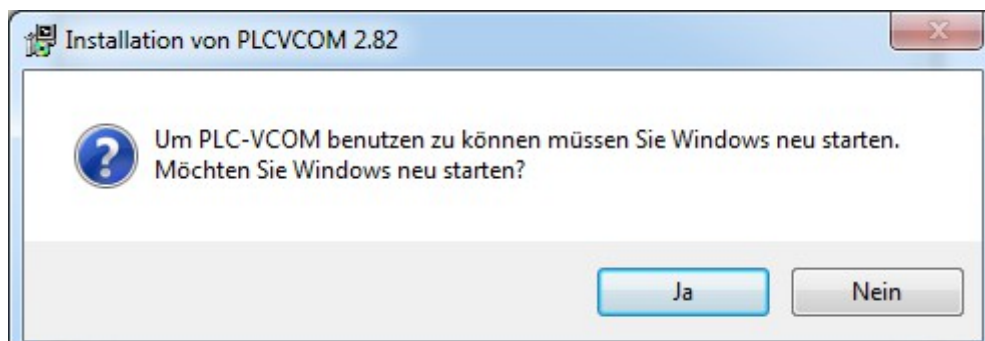 Installation von PLCVCOM 2.82
Um PLC-VCOM benutzen zu können müssen Sie Windows neu starten.
Möchten Sie Windows neu starten?
Ja
Nein